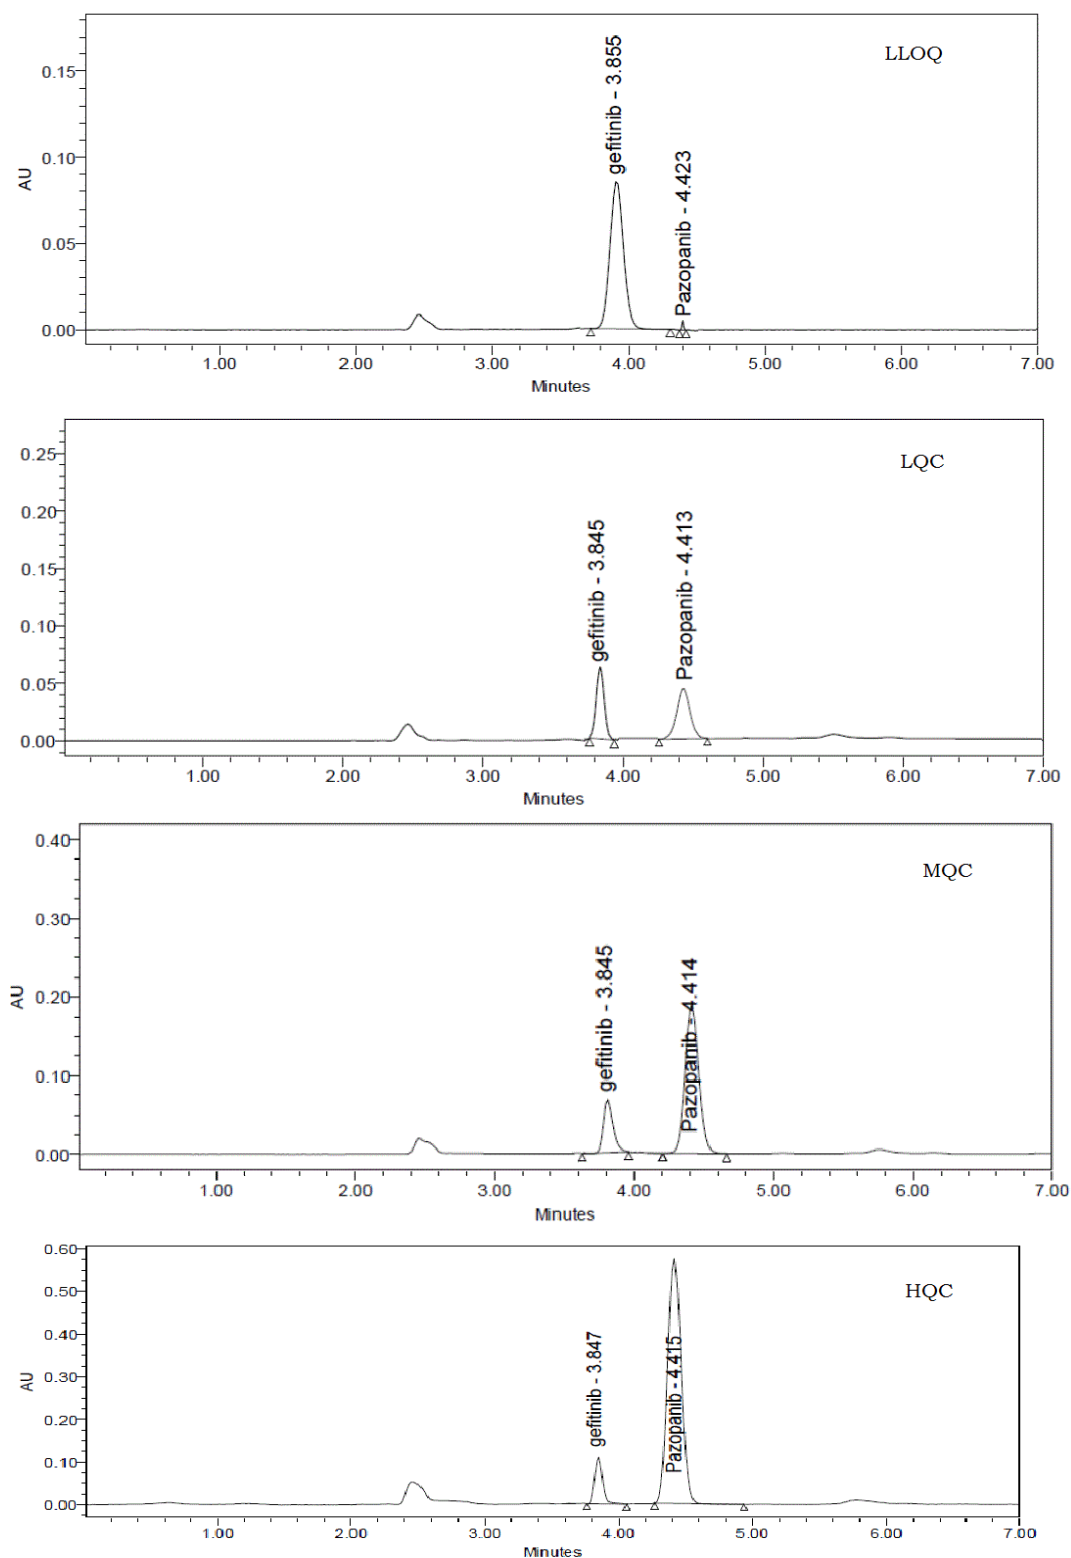 LLOQ
0.15
0.10
0.05
0.00
AU
gefitinib - 3.855
Pazopanib - 4.423
1.00 2.00 3.00 4.00 5.00 6.00 7.00
Minutes
LQC
0.25
0.20
0.15
0.10
0.05
0.00
gefitinib - 3.845
Pazopanib - 4.413
1.00 2.00 3.00 4.00 5.00 6.00 7.00
Minutes
MQC
0.40
0.30
0.20
0.10
0.00
AU
gefitinib - 3.845
Pazopanib - 4.414
1.00 2.00 3.00 4.00 5.00 6.00 7.00
Minutes
HQC
0.60
0.50
0.40
0.30
0.20
0.10
0.00
AU
gefitinib - 3.847
Pazopanib - 4.415
1.00 2.00 3.00 4.00 5.00 6.00 7.00
Minutes